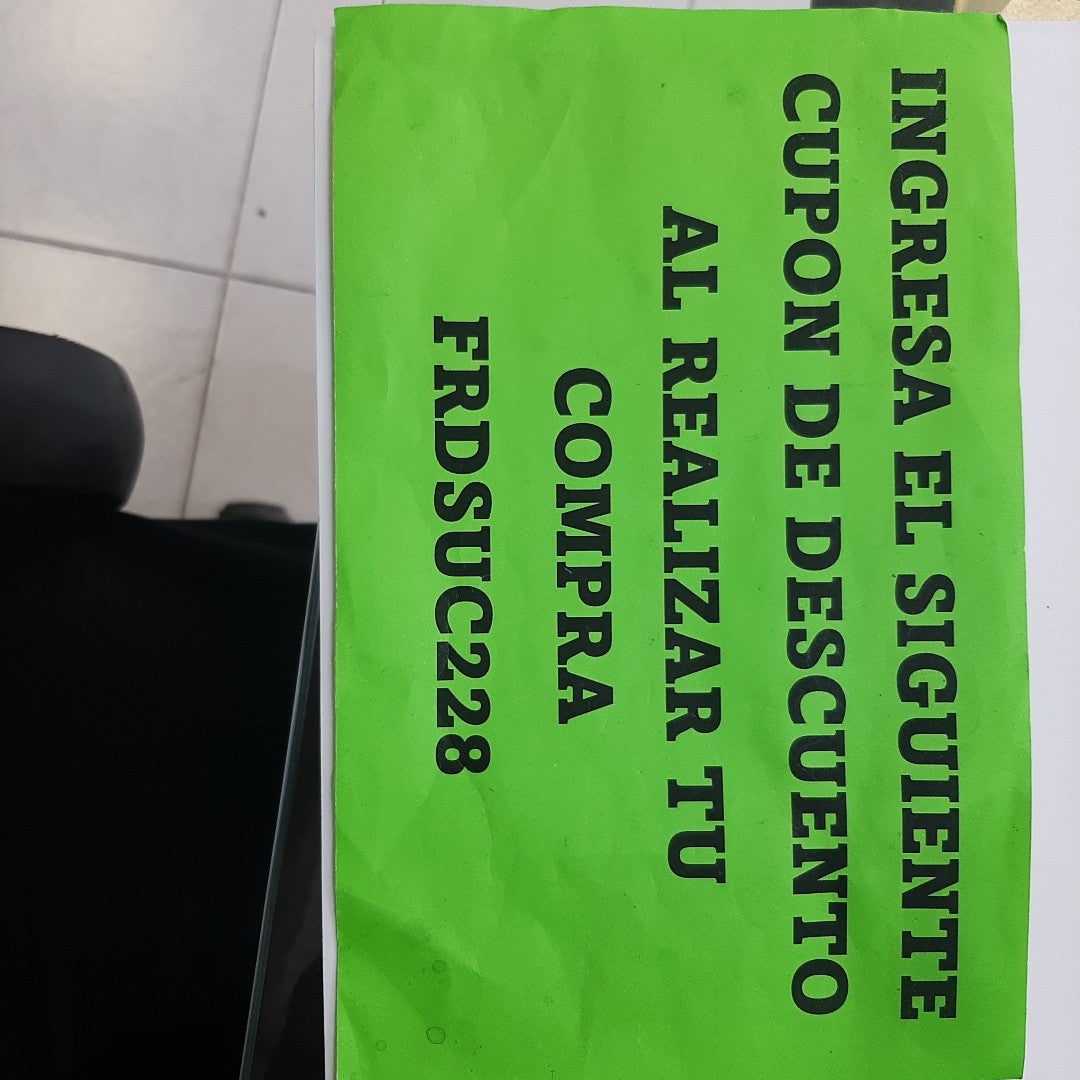 INGRESA EL SIGUIENTE
CUPON DE DESCUENTO
AL REALIZAR TU
COMPRA
FRDSUC228